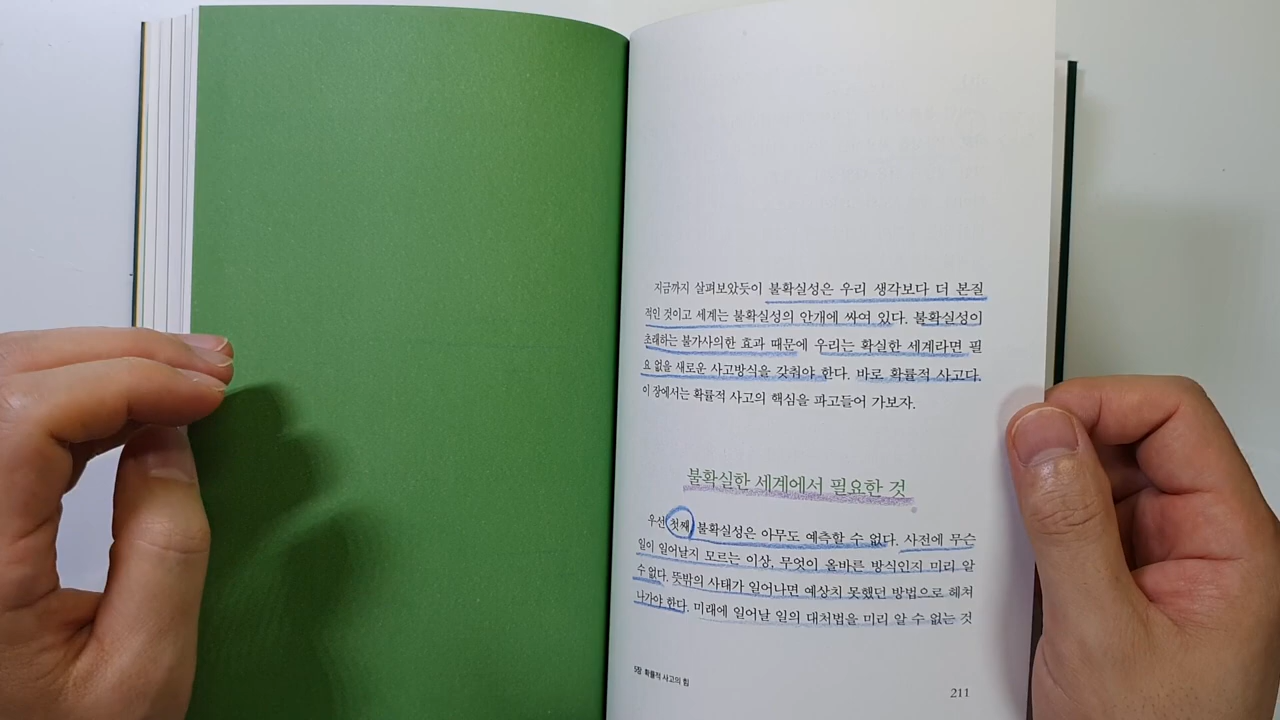 지금까지 살펴보았듯이 불확실성은 우리 생각보다 더 본질
적인 것이고 세계는 불확실성의 안개에 싸여 있다. 불확실성이
초래하는 불가사의한 효과 때문에 우리는 확실한 세계라면 필
요 없을 새로운 사고방식을 갖춰야 한다. 바로 확률적 사고다.
이 장에서는 확률적 사고의 핵심을 파고들어 가보자.
불확실한 세계에서 필요한 것
우선 첫째, 불확실성은 아무도 예측할 수 없다. 사전에 무슨
일이 일어날지 모르는 이상, 무엇이 올바른 방식인지 미리 알
수 없다. 뜻밖의 사태가 일어나면 예상치 못했던 방법으로 헤쳐
나가야 한다. 미래에 일어날 일의 대처법을 미리 알 수 없는 것
5장 확률적 사고의 힘
211